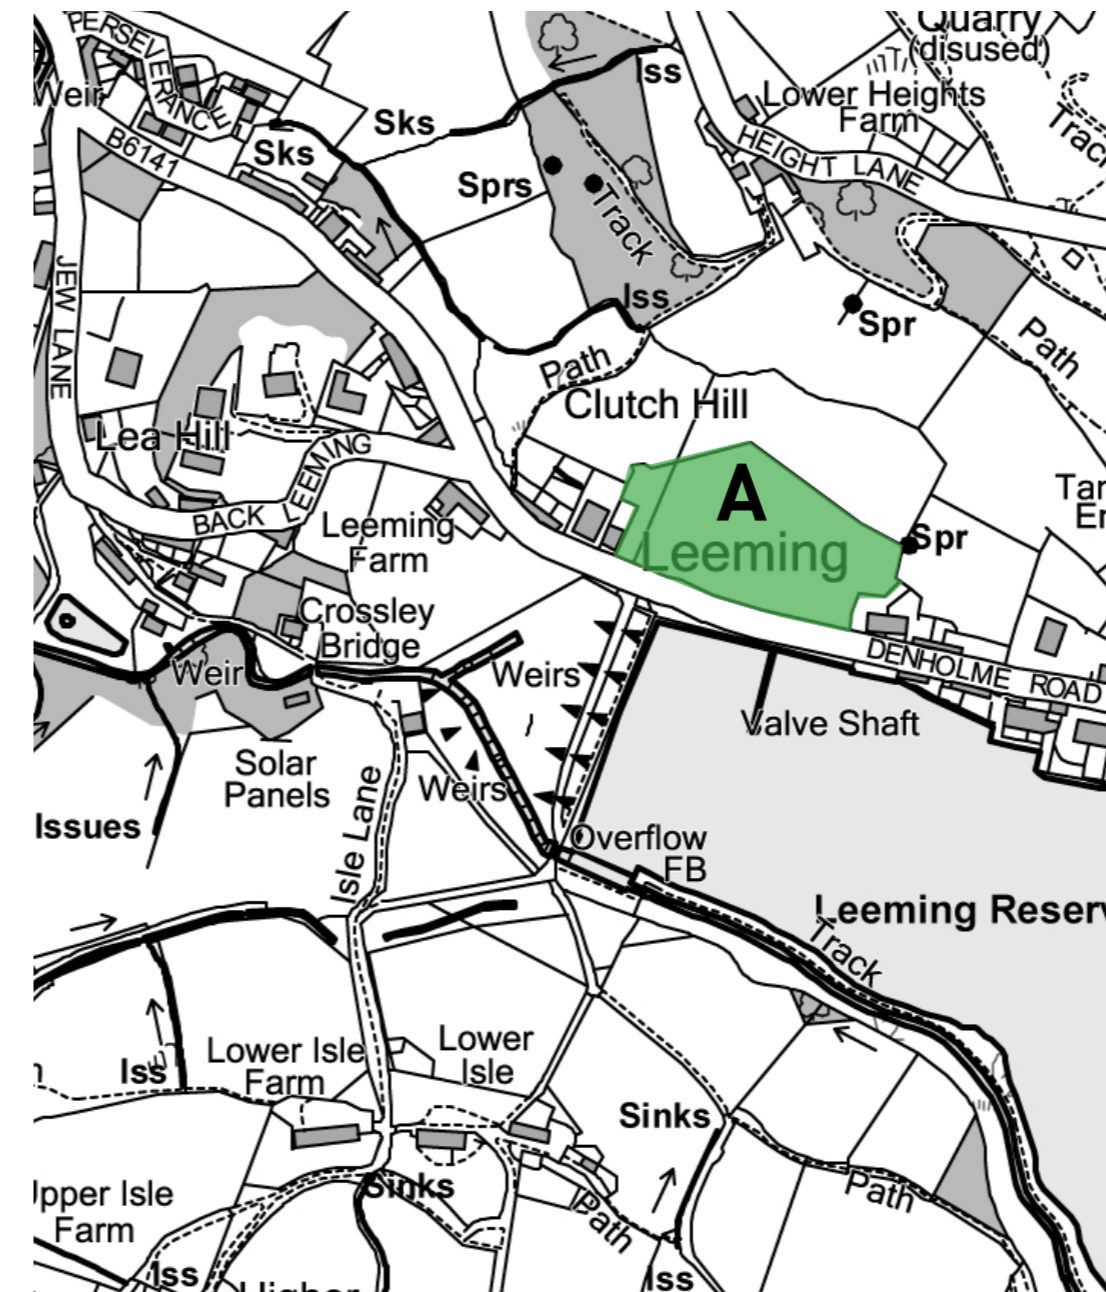 PERSEVERANCE
Quarry
(disused)
Weir
Iss
Lower Heights
Farm
Sks
B6141
Sks
HEIGHT LANE
Sprs
Track
Iss
JEW LANE
Spr
Path
Path
Clutch Hill
Lea Hill
A
BACK LEEMING
Leeming
Farm
Leeming
Spr
Crossley
Bridge
Weir
Weirs
DENHOLME ROAD
Valve Shaft
Solar
Panels
Weirs
Issues
Isle Lane
Overflow
FB
Leeming Reserv
Track
Lower Isle
Farm
Lower
Isle
Iss
Sinks
Sinks
Path
Upper Isle
Farm
Path
Iss
Iss
Higher